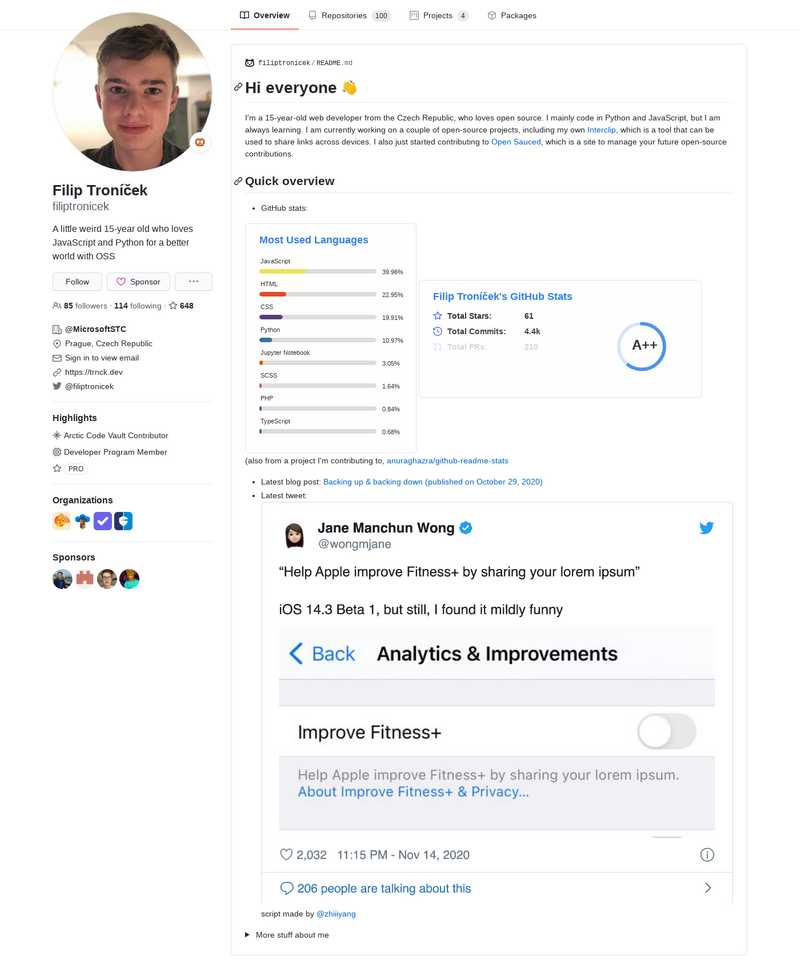 Overview
Repositories 100
Projects 4
Packages
Filip Troníček
filiptronicek
A little weird 15-year old who loves
JavaScript and Python for a better
world with OSS
Follow
Sponsor
85 followers · 114 following · 648
@MicrosoftSTC
Prague, Czech Republic
Sign in to view email
https://trnck.dev
@filiptronicek
Highlights
Arctic Code Vault Contributor
Developer Program Member
PRO
Organizations
Sponsors
filiptronicek/README.md
Hi everyone 👋
I'm a 15-year-old web developer from the Czech Republic, who loves open source. I mainly code in Python and JavaScript, but I am
always learning. I am currently working on a couple of open-source projects, including my own Interclip, which is a tool that can be
used to share links across devices. I also just started contributing to Open Sauced, which is a site to manage your future open-source
contributions.
Quick overview
• GitHub stats:
Most Used Languages
JavaScript
39.96%
HTML
22.95%
CSS
19.91%
Python
10.97%
Jupyter Notebook
3.05%
SCSS
1.64%
PHP
0.84%
TypeScript
0.68%
Filip Troníček's GitHub Stats
Total Stars: 61
Total Commits: 4.4k
Total PRs: 210
A++
(also from a project I'm contributing to, anuraghazra/github-readme-stats
• Latest blog post: Backing up & backing down (published on October 29, 2020)
• Latest tweet:
Jane Manchun Wong
@wongmjane
“Help Apple improve Fitness+ by sharing your lorem ipsum”
iOS 14.3 Beta 1, but still, I found it mildly funny
Back Analytics & Improvements
Improve Fitness+
Help Apple improve Fitness+ by sharing your lorem ipsum.
About Improve Fitness+ & Privacy...
2,032 11:15 PM - Nov 14, 2020
206 people are talking about this
script made by @zhiiiyang
More stuff about me